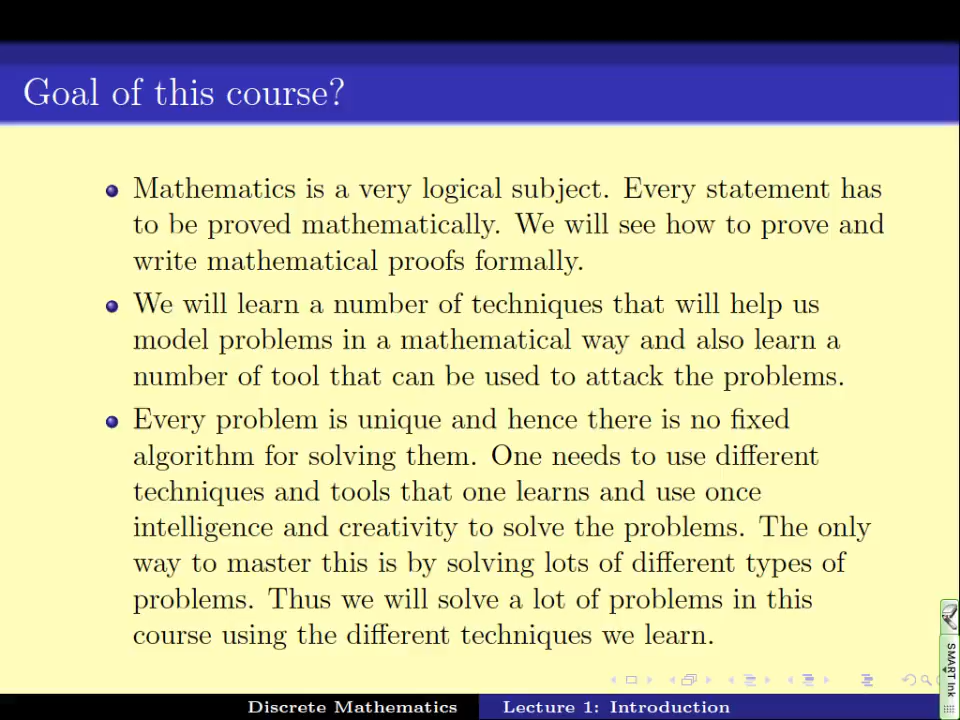 Goal of this course?
Mathematics is a very logical subject. Every statement has
to be proved mathematically. We will see how to prove and
write mathematical proofs formally.
We will learn a number of techniques that will help us
model problems in a mathematical way and also learn a
number of tool that can be used to attack the problems.
Every problem is unique and hence there is no fixed
algorithm for solving them. One needs to use different
techniques and tools that one learns and use once
intelligence and creativity to solve the problems. The only
way to master this is by solving lots of different types of
problems. Thus we will solve a lot of problems in this
course using the different techniques we learn.
SMART Ink
Discrete Mathematics Lecture 1: Introduction